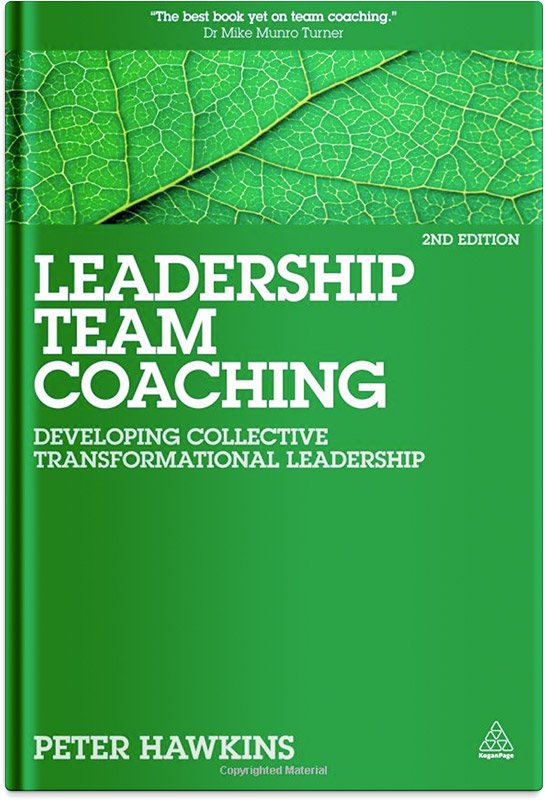 “The best book yet on team coaching.”
Dr Mike Munro Turner
2ND EDITION
LEADERSHIP
TEAM
COACHING
DEVELOPING COLLECTIVE
TRANSFORMATIONAL LEADERSHIP
PETER HAWKINS
KoganPage
Copyrighted Material